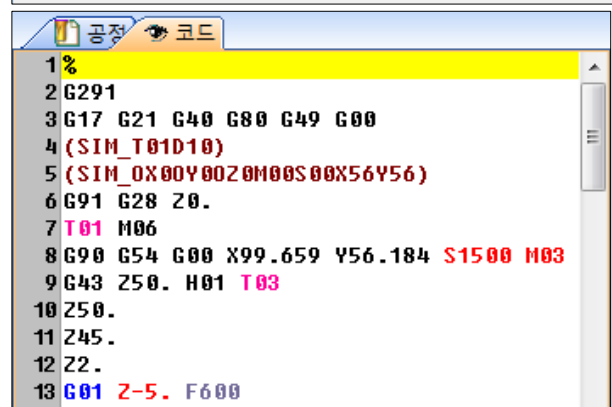 공정 코드
1 %
2 G291
3 G17 G21 G40 G80 G49 G00
4 (SIM_T01D10)
5 (SIM_OX00Y00Z0M00S00X56Y56)
6 G91 G28 Z0.
7 T01 M06
8 G90 G54 G00 X99.659 Y56.184 S1500 M03
9 G43 Z50. H01 T03
10 Z50.
11 Z45.
12 Z2.
13 G01 Z-5. F600